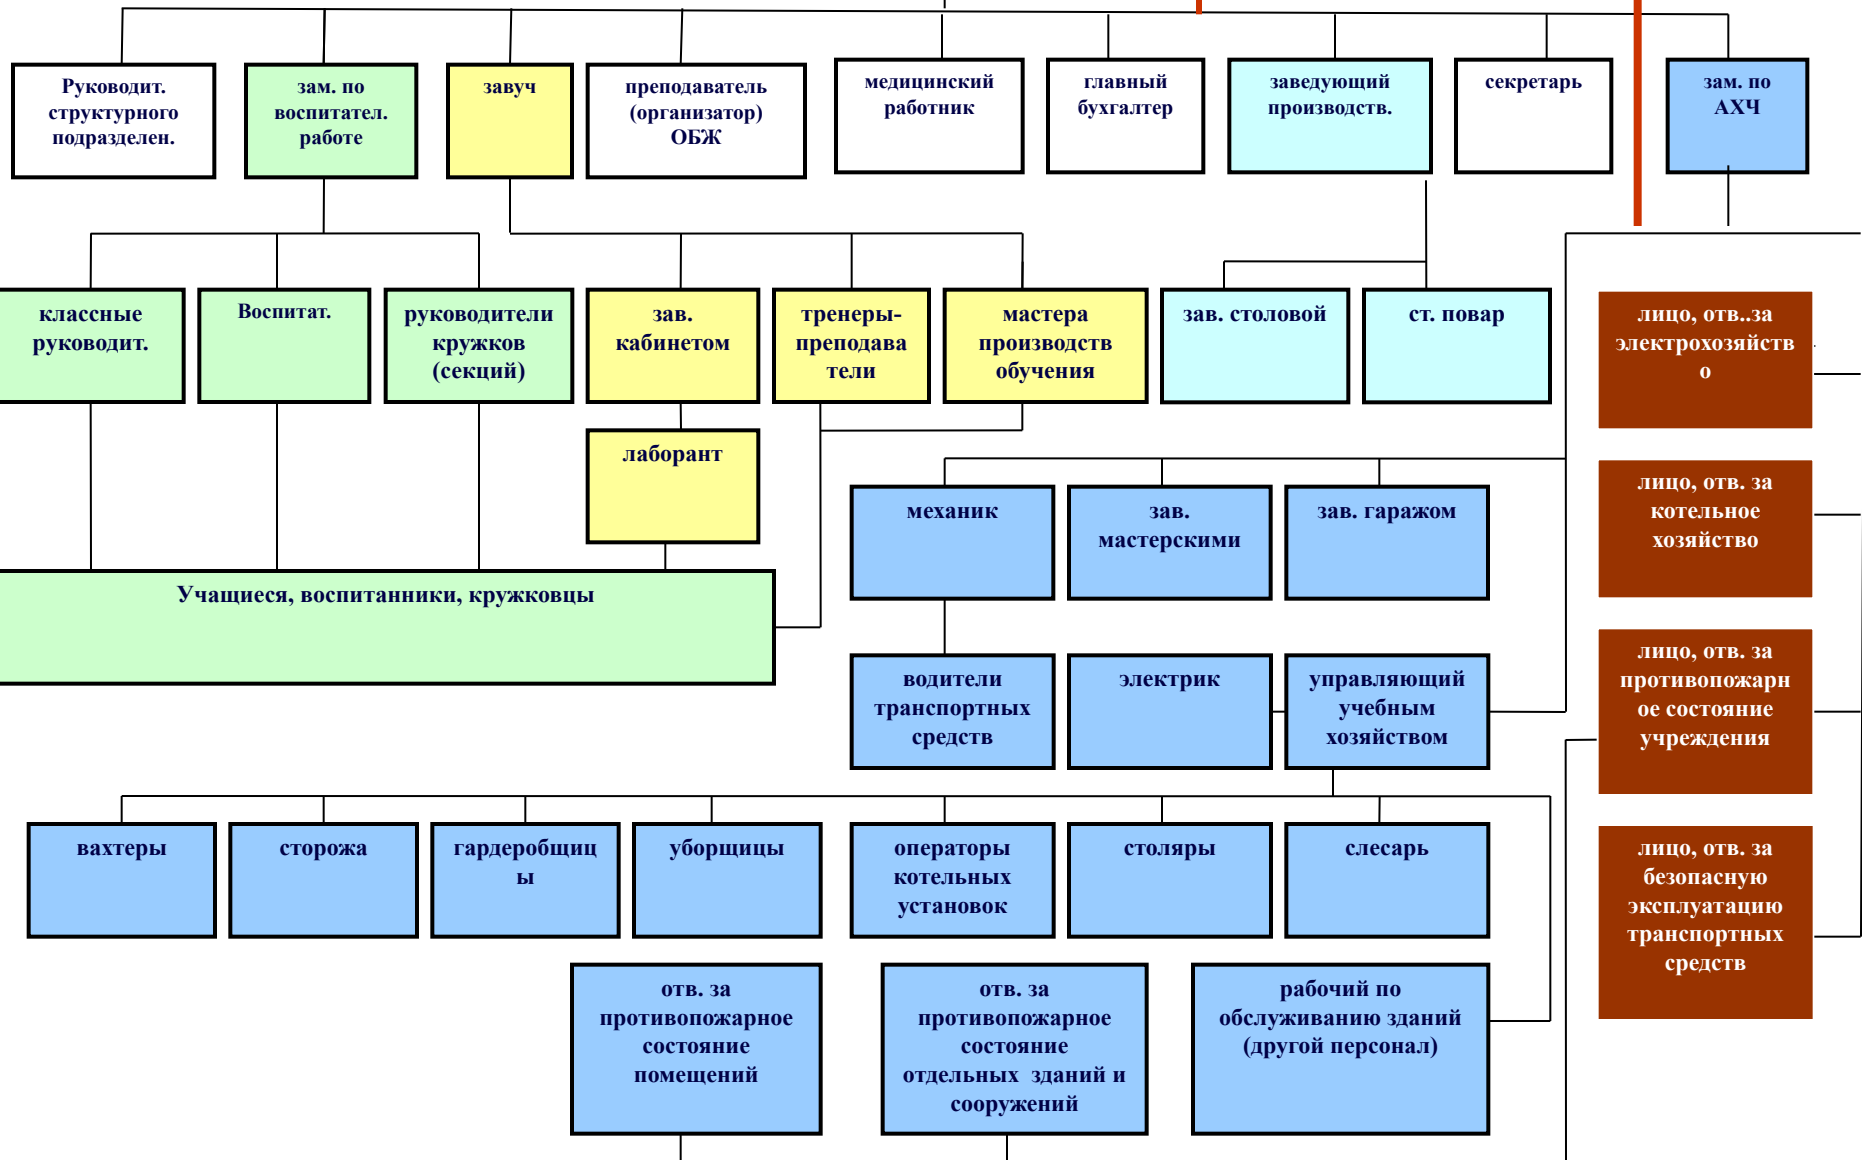 Руководит.
структурного
подразделен.
зам. по
воспитател.
работе
завуч
преподаватель
(организатор)
ОБЖ
медицинский
работник
главный
бухгалтер
заведующий
производств.
секретарь
зам. по
АХЧ
классные
руководит.
Воспитат.
руководители
кружков
(секций)
зав.
кабинетом
тренеры-
преподава
тели
мастера
производств
обучения
зав. столовой
ст. повар
лицо, отв..за
электрохозяйств
о
лаборант
механик
зав.
мастерскими
зав. гаражом
лицо, отв. за
котельное
хозяйство
Учащиеся, воспитанники, кружковцы
водители
транспортных
средств
электрик
управляющий
учебным
хозяйством
лицо, отв. за
противопожарн
ое состояние
учреждения
вахтеры
сторожа
гардеробщиц
ы
уборщицы
операторы
котельных
установок
столяры
слесарь
лицо, отв. за
безопасную
эксплуатацию
транспортных
средств
отв. за
противопожарное
состояние
помещений
отв. за
противопожарное
состояние
отдельных зданий и
сооружений
рабочий по
обслуживанию зданий
(другой персонал)